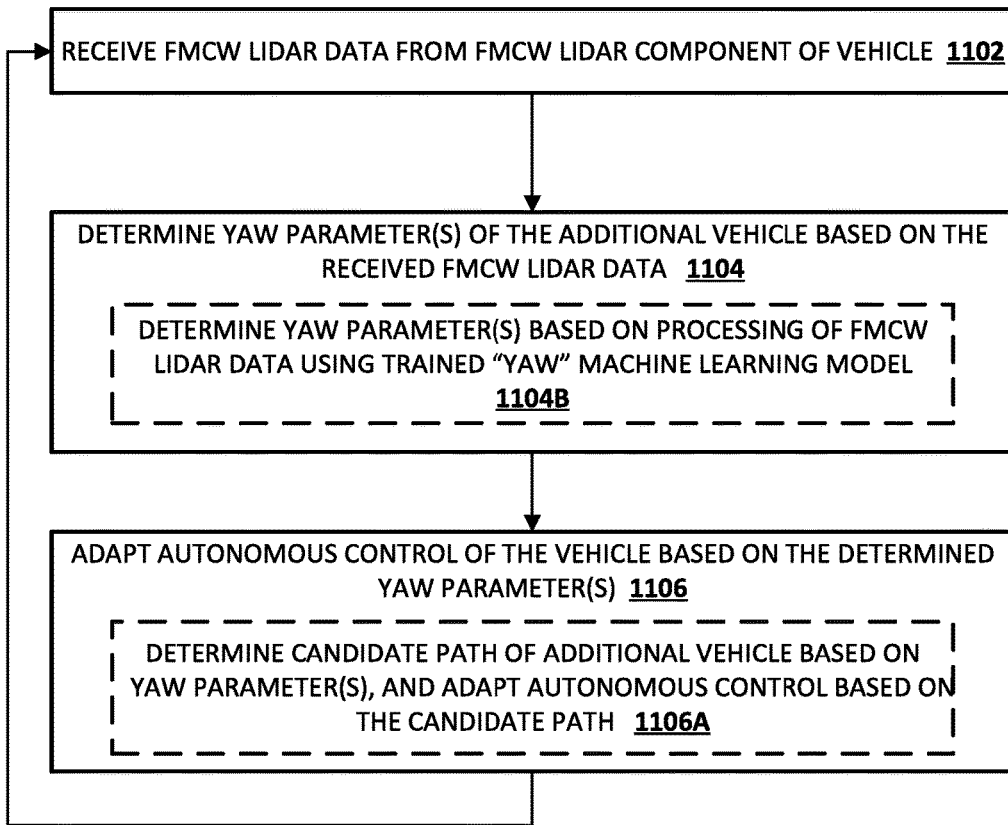 RECEIVE FMCW LIDAR DATA FROM FMCW LIDAR COMPONENT OF VEHICLE 1102
DETERMINE YAW PARAMETER(S) OF THE ADDITIONAL VEHICLE BASED ON THE
RECEIVED FMCW LIDAR DATA 1104
DETERMINE YAW PARAMETER(S) BASED ON PROCESSING OF FMCW
LIDAR DATA USING TRAINED “YAW” MACHINE LEARNING MODEL
1104B
ADAPT AUTONOMOUS CONTROL OF THE VEHICLE BASED ON THE DETERMINED
YAW PARAMETER(S) 1106
DETERMINE CANDIDATE PATH OF ADDITIONAL VEHICLE BASED ON
YAW PARAMETER(S), AND ADAPT AUTONOMOUS CONTROL BASED ON
THE CANDIDATE PATH 1106A